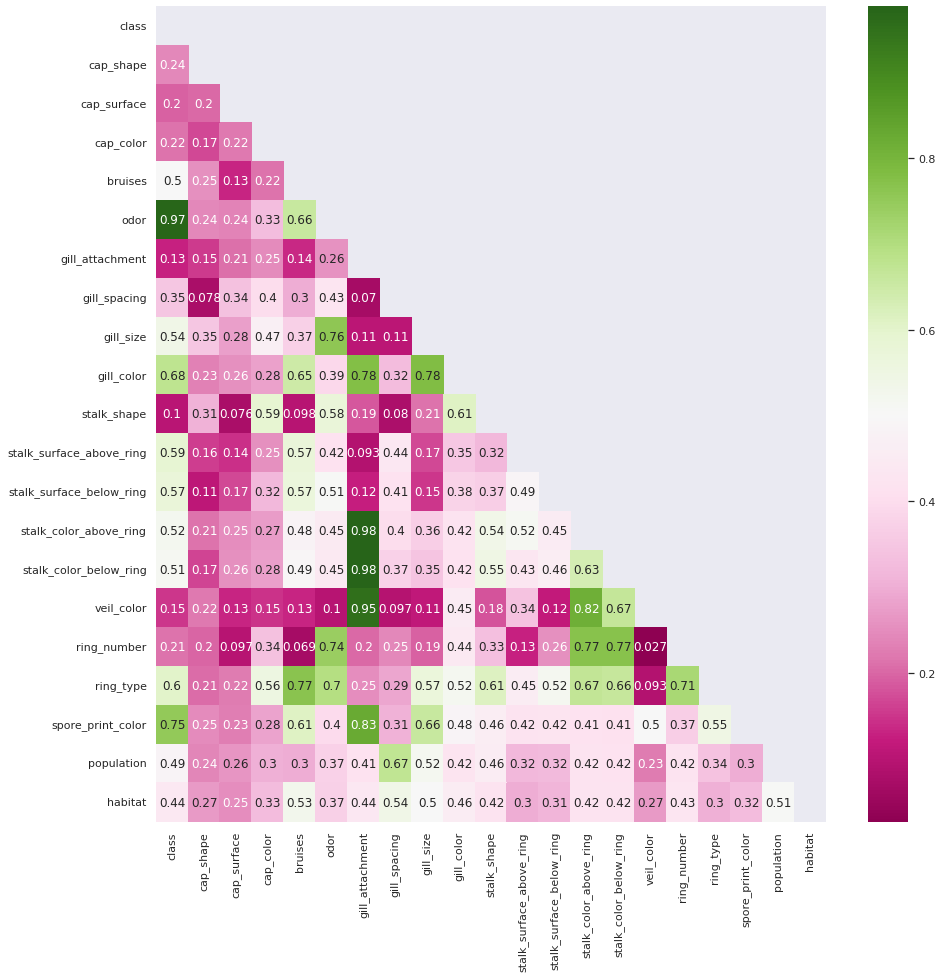 class
cap_shape 0.24
cap_surface 0.2 0.2
cap_color 0.22 0.17 0.22
0.8
bruises 0.5 0.25 0.13 0.22
odor 0.97 0.24 0.24 0.33 0.66
gill_attachment 0.13 0.15 0.21 0.25 0.14 0.26
gill_spacing 0.35 0.078 0.34 0.4 0.3 0.43 0.07
0.6
gill_size 0.54 0.35 0.28 0.47 0.37 0.76 0.11 0.11
gill_color 0.68 0.23 0.26 0.28 0.65 0.39 0.78 0.32 0.78
stalk_shape 0.1 0.31 0.076 0.59 0.098 0.58 0.19 0.08 0.21 0.61
stalk_surface_above_ring 0.59 0.16 0.14 0.25 0.57 0.42 0.093 0.44 0.17 0.35 0.32
stalk_surface_below_ring 0.57 0.11 0.17 0.32 0.57 0.51 0.12 0.41 0.15 0.38 0.37 0.49
0.4
stalk_color_above_ring 0.52 0.21 0.25 0.27 0.48 0.45 0.98 0.4 0.36 0.42 0.54 0.52 0.45
stalk_color_below_ring 0.51 0.17 0.26 0.28 0.49 0.45 0.98 0.37 0.35 0.42 0.55 0.43 0.46 0.63
veil_color 0.15 0.22 0.13 0.15 0.13 0.1 0.95 0.097 0.11 0.45 0.18 0.34 0.12 0.82 0.67
ring_number 0.21 0.2 0.097 0.34 0.069 0.74 0.2 0.25 0.19 0.44 0.33 0.13 0.26 0.77 0.77 0.027
0.2
ring_type 0.6 0.21 0.22 0.56 0.77 0.7 0.25 0.29 0.57 0.52 0.61 0.45 0.52 0.67 0.66 0.093 0.71
spore_print_color 0.75 0.25 0.23 0.28 0.61 0.4 0.83 0.31 0.66 0.48 0.46 0.42 0.42 0.41 0.41 0.5 0.37 0.55
population 0.49 0.24 0.26 0.3 0.3 0.37 0.41 0.67 0.52 0.42 0.46 0.32 0.32 0.42 0.42 0.23 0.42 0.34 0.3
habitat 0.44 0.27 0.25 0.33 0.53 0.37 0.44 0.54 0.5 0.46 0.42 0.3 0.31 0.42 0.42 0.27 0.43 0.3 0.32 0.51
class
cap_shape
cap_surface
cap_color
bruises
odor
gill_attachment
gill_spacing
gill_size
gill_color
stalk_shape
stalk_surface_above_ring
stalk_surface_below_ring
stalk_color_above_ring
stalk_color_below_ring
veil_color
ring_number
ring_type
spore_print_color
population
habitat